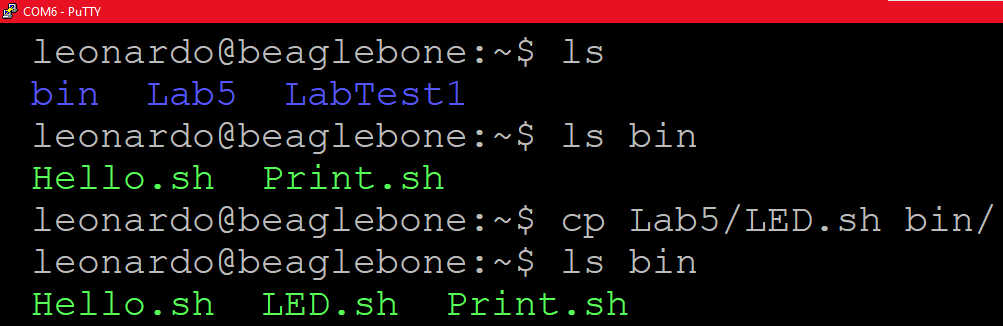 COM6 - PuTTY
leonardo@beaglebone:~$ ls
bin  Lab5  LabTest1
leonardo@beaglebone:~$ ls bin
Hello.sh  Print.sh
leonardo@beaglebone:~$ cp Lab5/LED.sh bin/
leonardo@beaglebone:~$ ls bin
Hello.sh  LED.sh  Print.sh